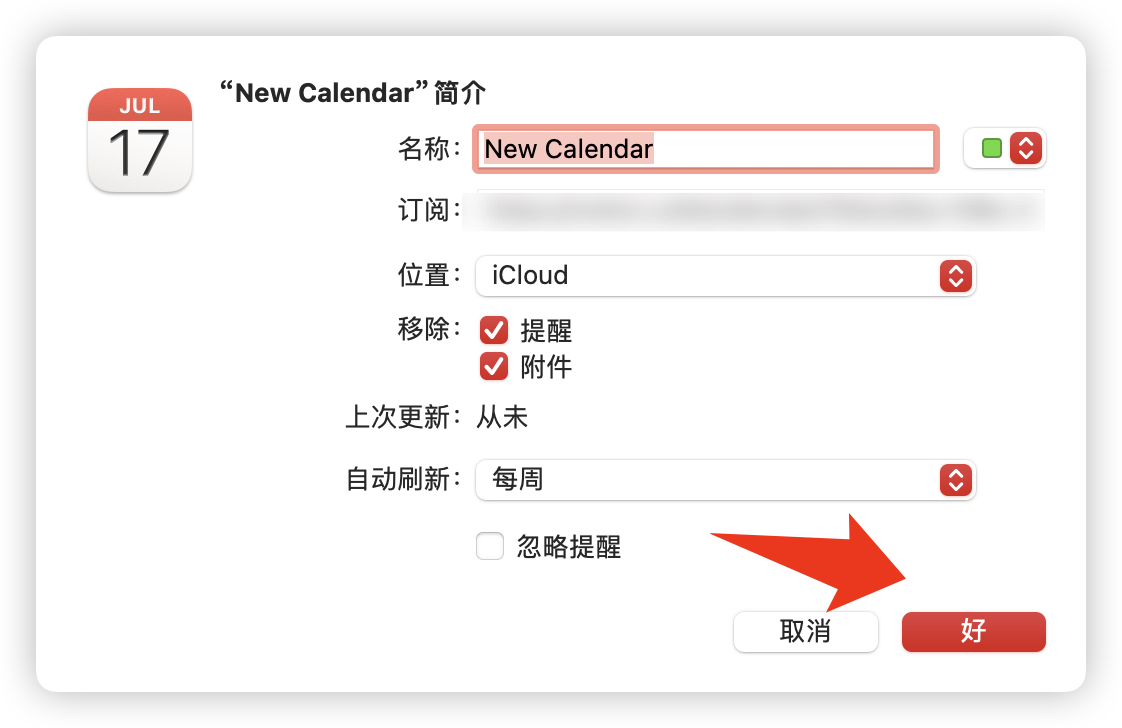 JUL
17
“New Calendar”简介
名称： New Calendar
订阅：
位置： iCloud
移除： 提醒
附件
上次更新： 从未
自动刷新： 每周
忽略提醒
取消 好